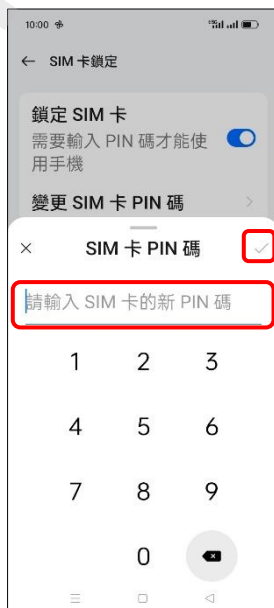 10:00
← SIM 卡鎖定
鎖定 SIM 卡
需要輸入 PIN 碼才能使
用手機
變更 SIM 卡 PIN 碼
× SIM 卡 PIN 碼 ✓
請輸入 SIM 卡的新 PIN 碼
1 2 3
4 5 6
7 8 9
0